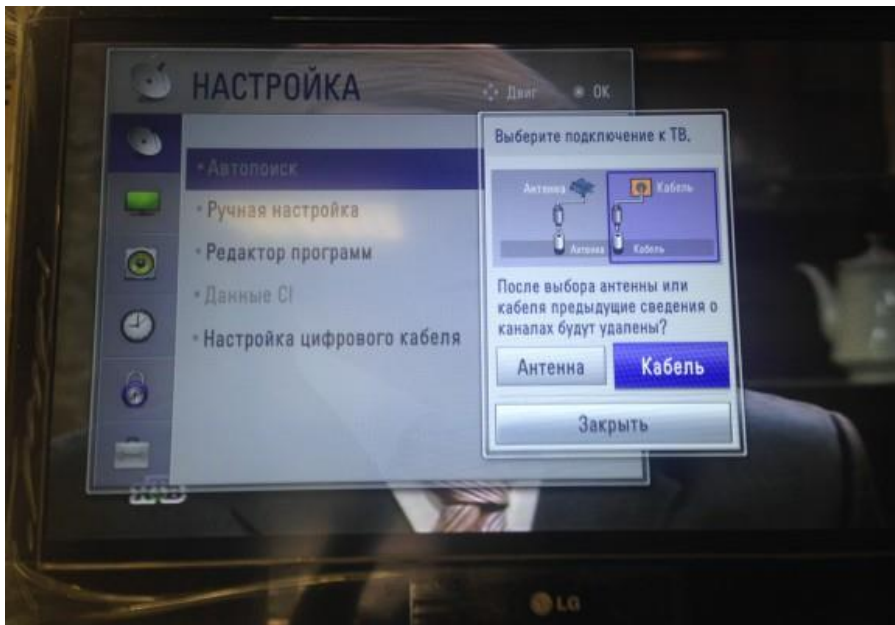 НАСТРОЙКА
Двиг
ОК
Автопоиск
Ручная настройка
Редактор программ
Данные CI
Настройка цифрового кабеля
Выберите подключение к ТВ,
Антенна
Кабель
Антенна
Кабель
После выбора антенны или
кабеля предыдущие сведения о
каналах будут удалены?
Антенна
Кабель
Закрыть
LG